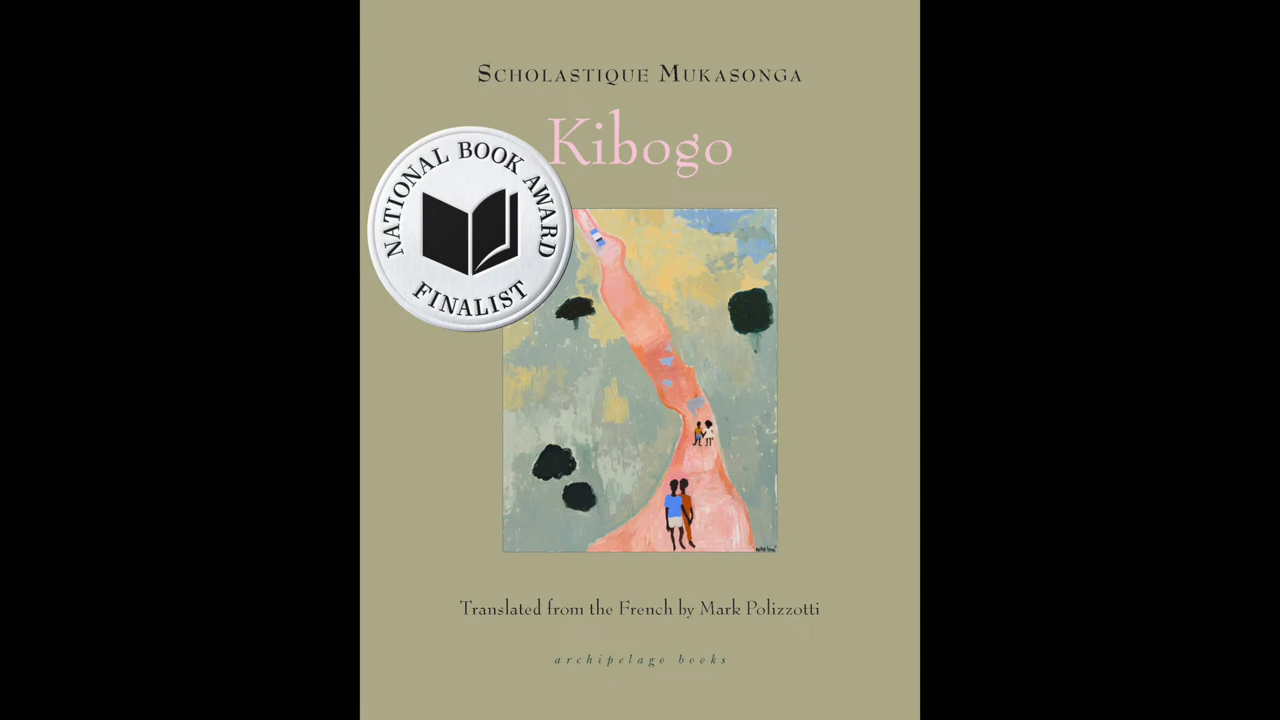 Scholastique Mukasonga
Kibogo
NATIONAL BOOK AWARD
FINALIST
Translated from the French by Mark Polizzotti
archipelago books